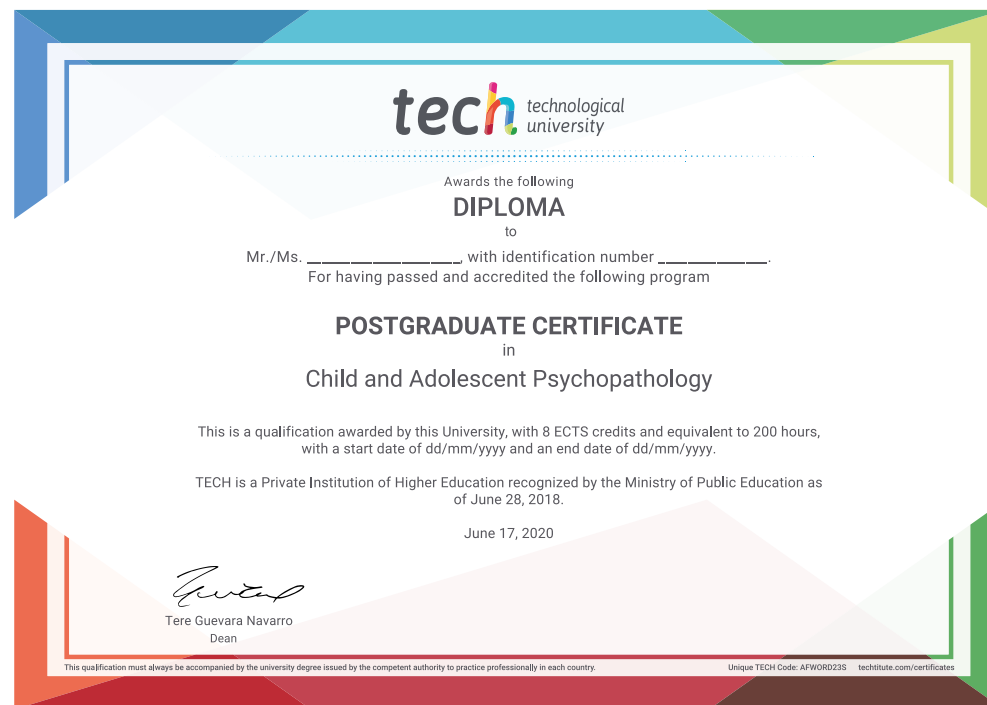 tech technological
university
Awards the following
DIPLOMA
to
Mr./Ms. ____________________, with identification number ______________.
For having passed and accredited the following program
POSTGRADUATE CERTIFICATE
in
Child and Adolescent Psychopathology
This is a qualification awarded by this University, with 8 ECTS credits and equivalent to 200 hours,
with a start date of dd/mm/yyyy and an end date of dd/mm/yyyy.
TECH is a Private Institution of Higher Education recognized by the Ministry of Public Education as
of June 28, 2018.
June 17, 2020
Tere Guevara Navarro
Dean
This qualification must always be accompanied by the university degree issued by the competent authority to practice professionally in each country.
Unique TECH Code: AFWORD23S techtitute.com/certificates